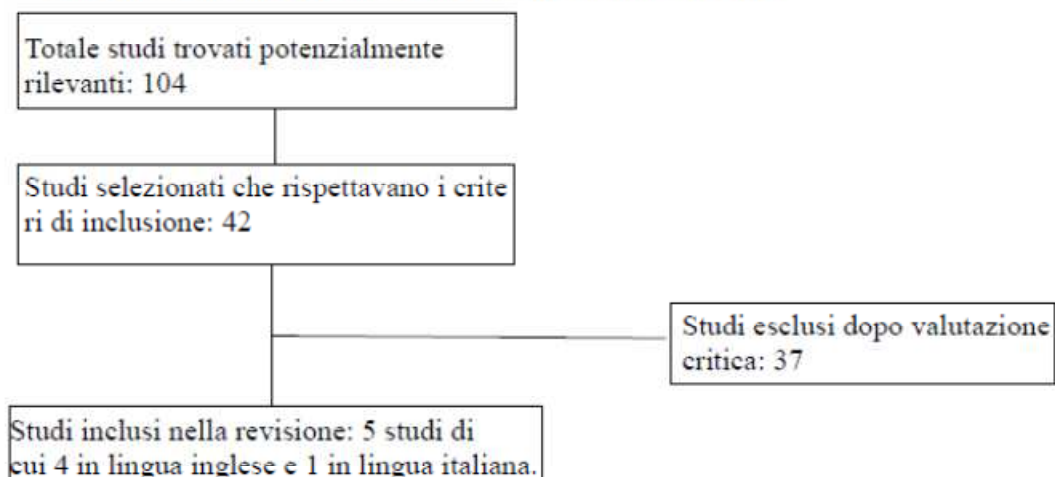 Totale studi trovati potenzialmente
rilevanti: 104
Studi selezionati che rispettavano i crite
ri di inclusione: 42
Studi esclusi dopo valutazione
critica: 37
Studi inclusi nella revisione: 5 studi di
cui 4 in lingua inglese e 1 in lingua italiana.